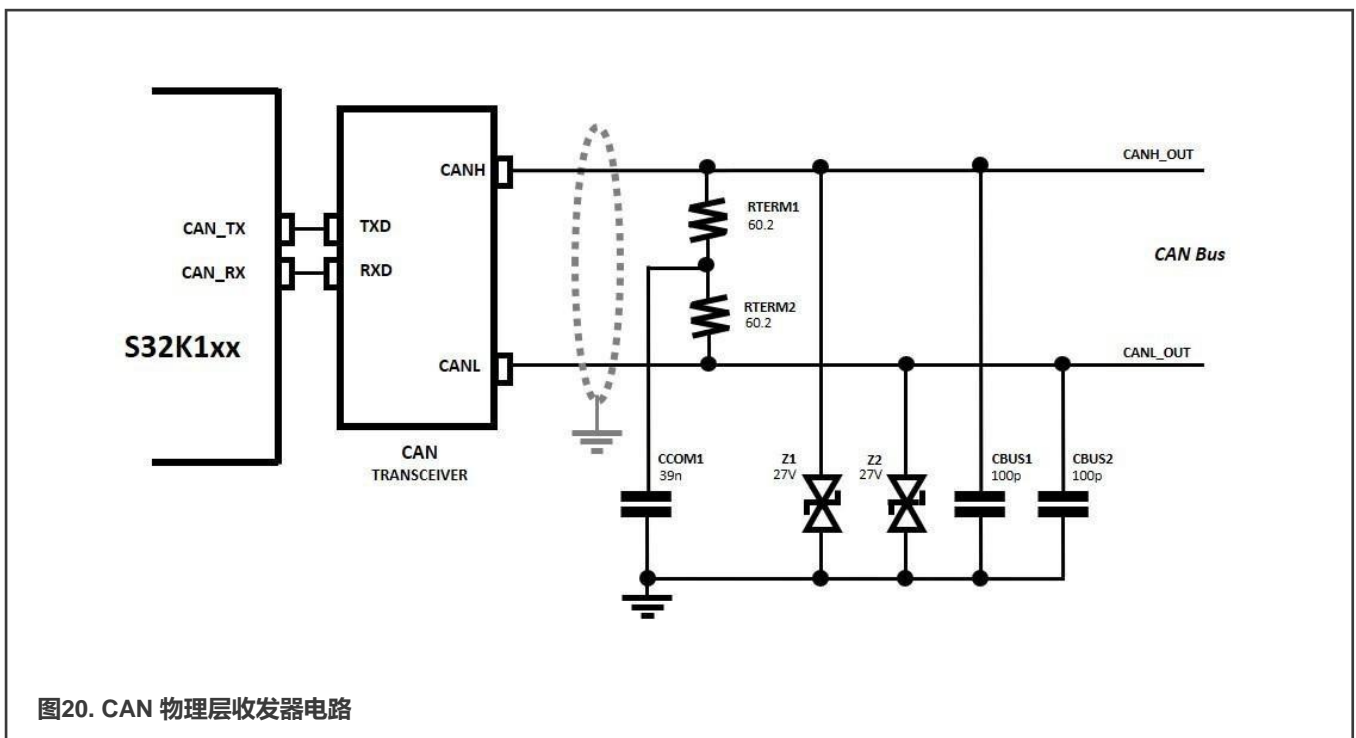 CANH
CANH_OUT
RTERM1
60.2
CAN_TX
TXD
CAN_RX
RXD
CAN Bus
RTERM2
60.2
S32K1xx
CANL
CANL_OUT
CAN
TRANSCEIVER
CCOM1
39n
Z1
27V
Z2
27V
CBUS1
100p
CBUS2
100p
图20. CAN 物理层收发器电路